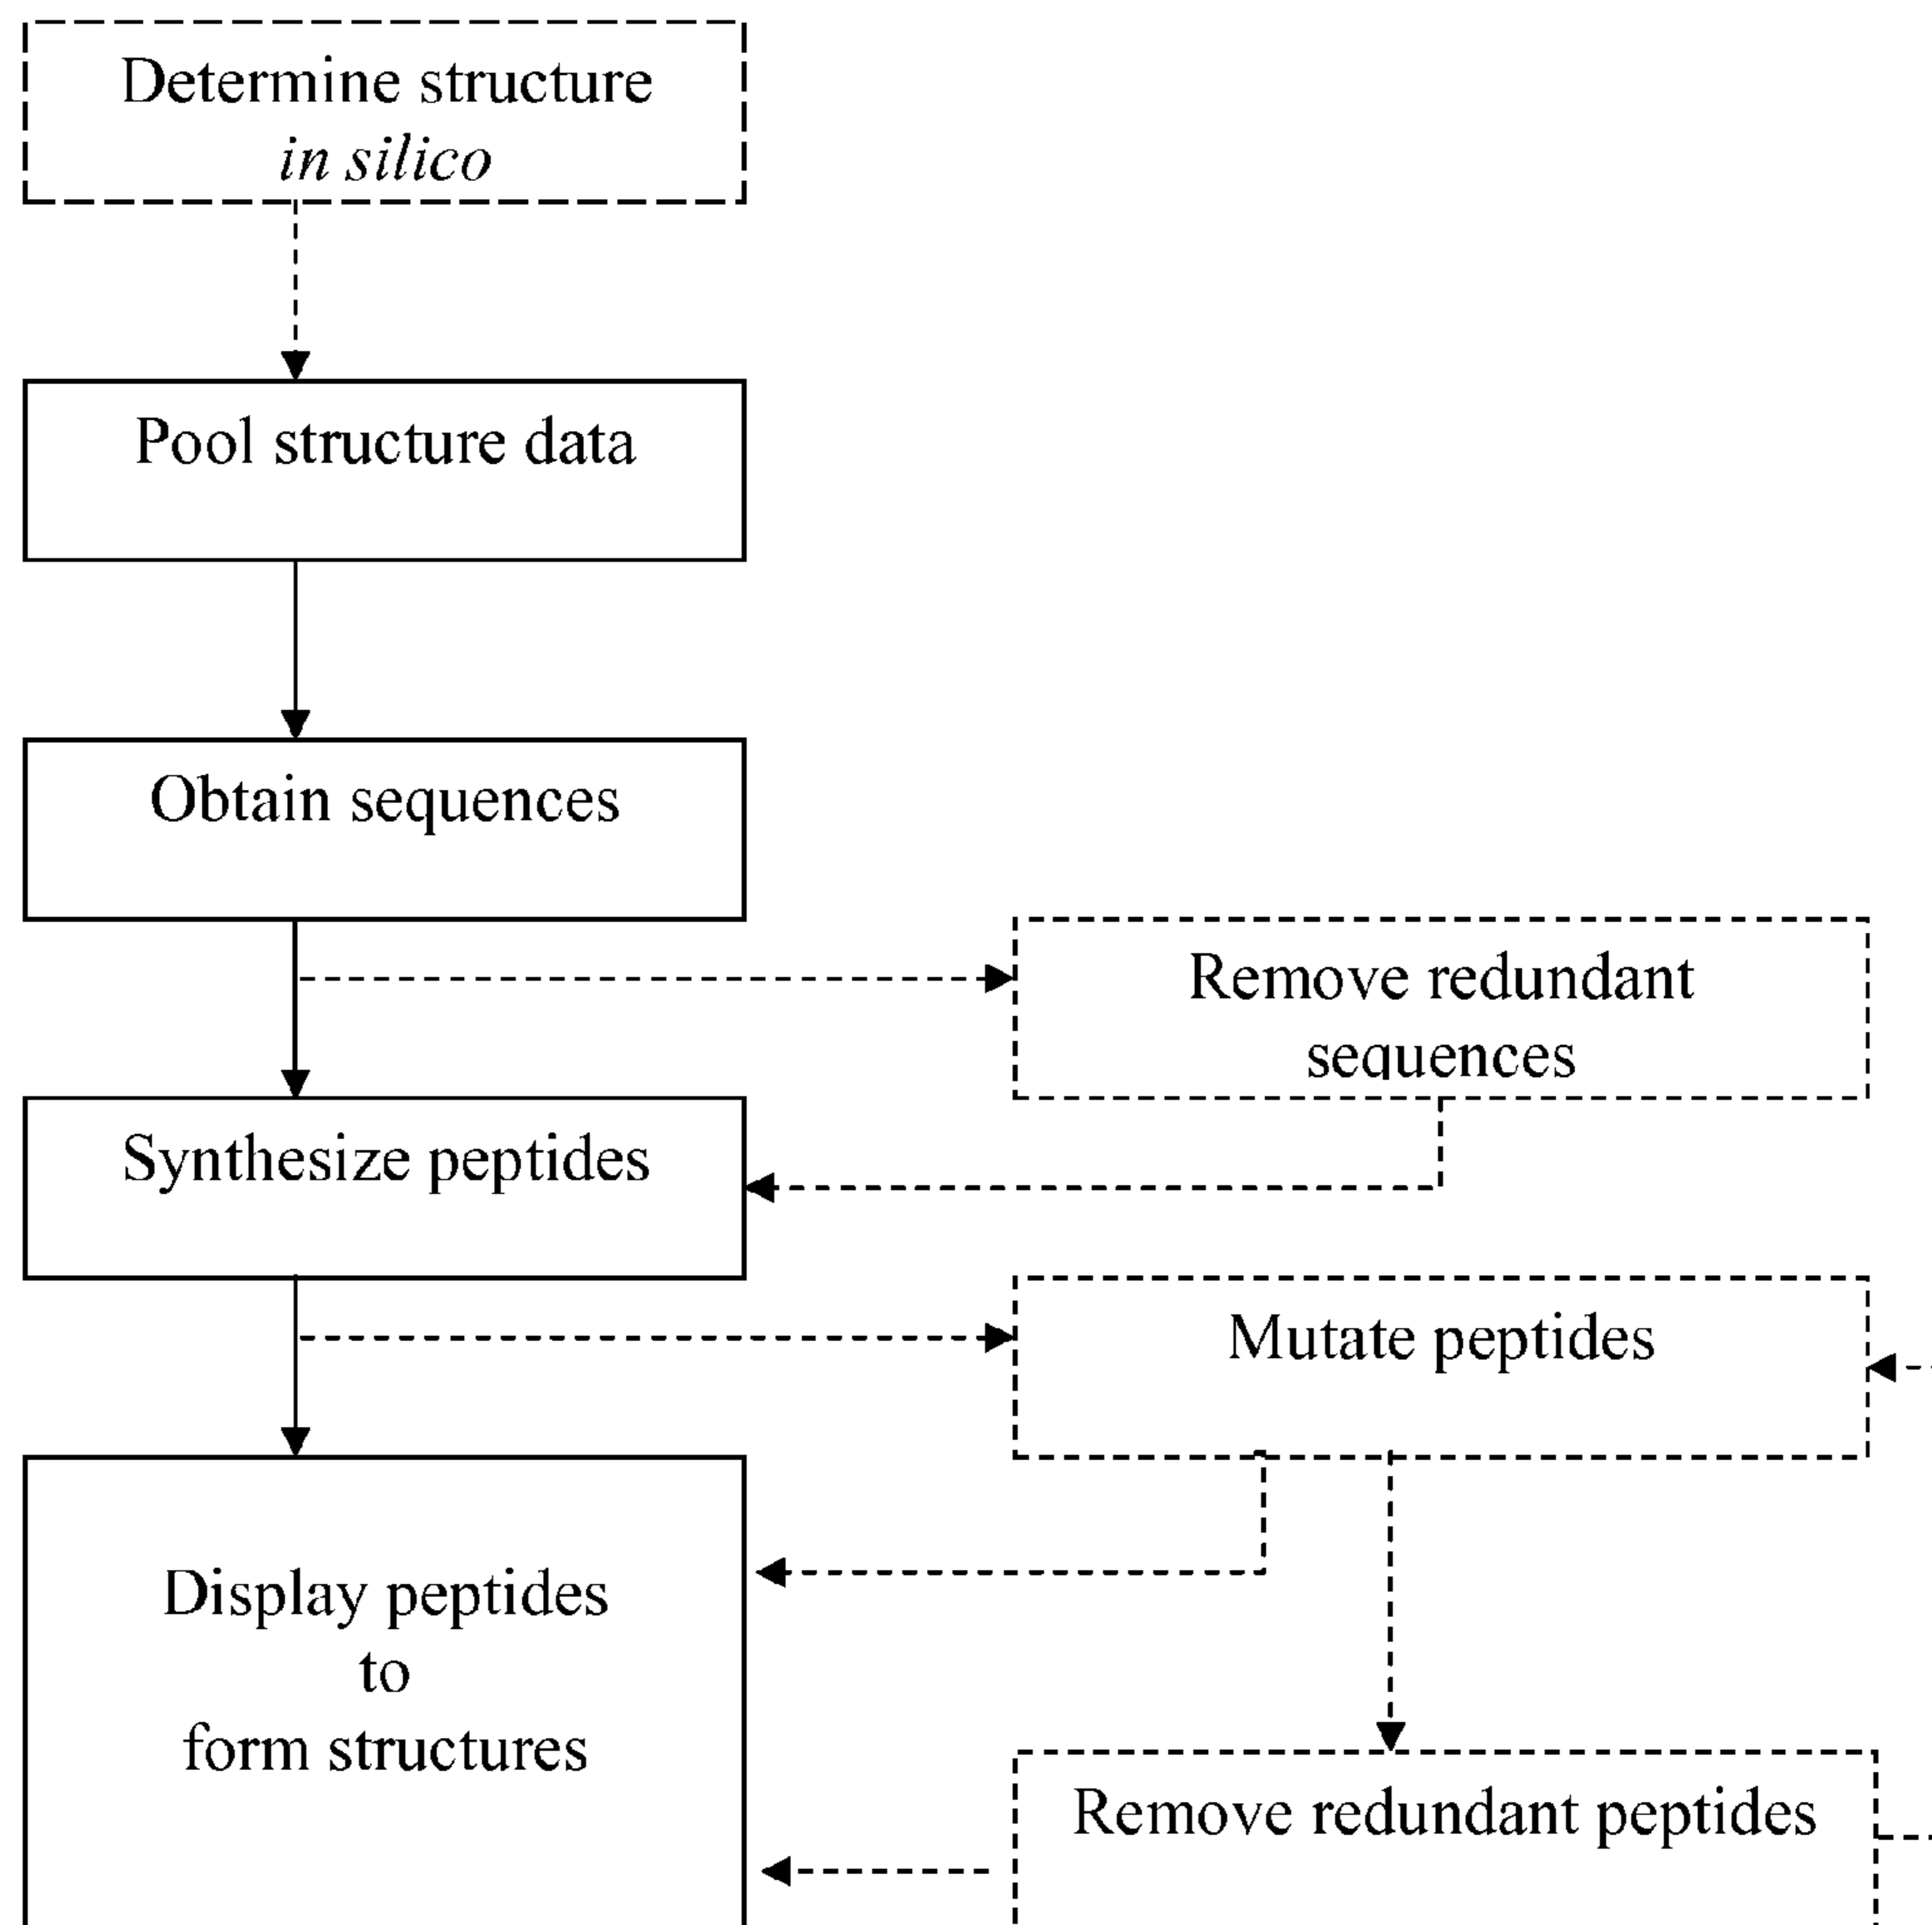 Determine structure
in silico
Pool structure data
Obtain sequences
Remove redundant
sequences
Synthesize peptides
Mutate peptides
Display peptides
to
form structures
Remove redundant peptides